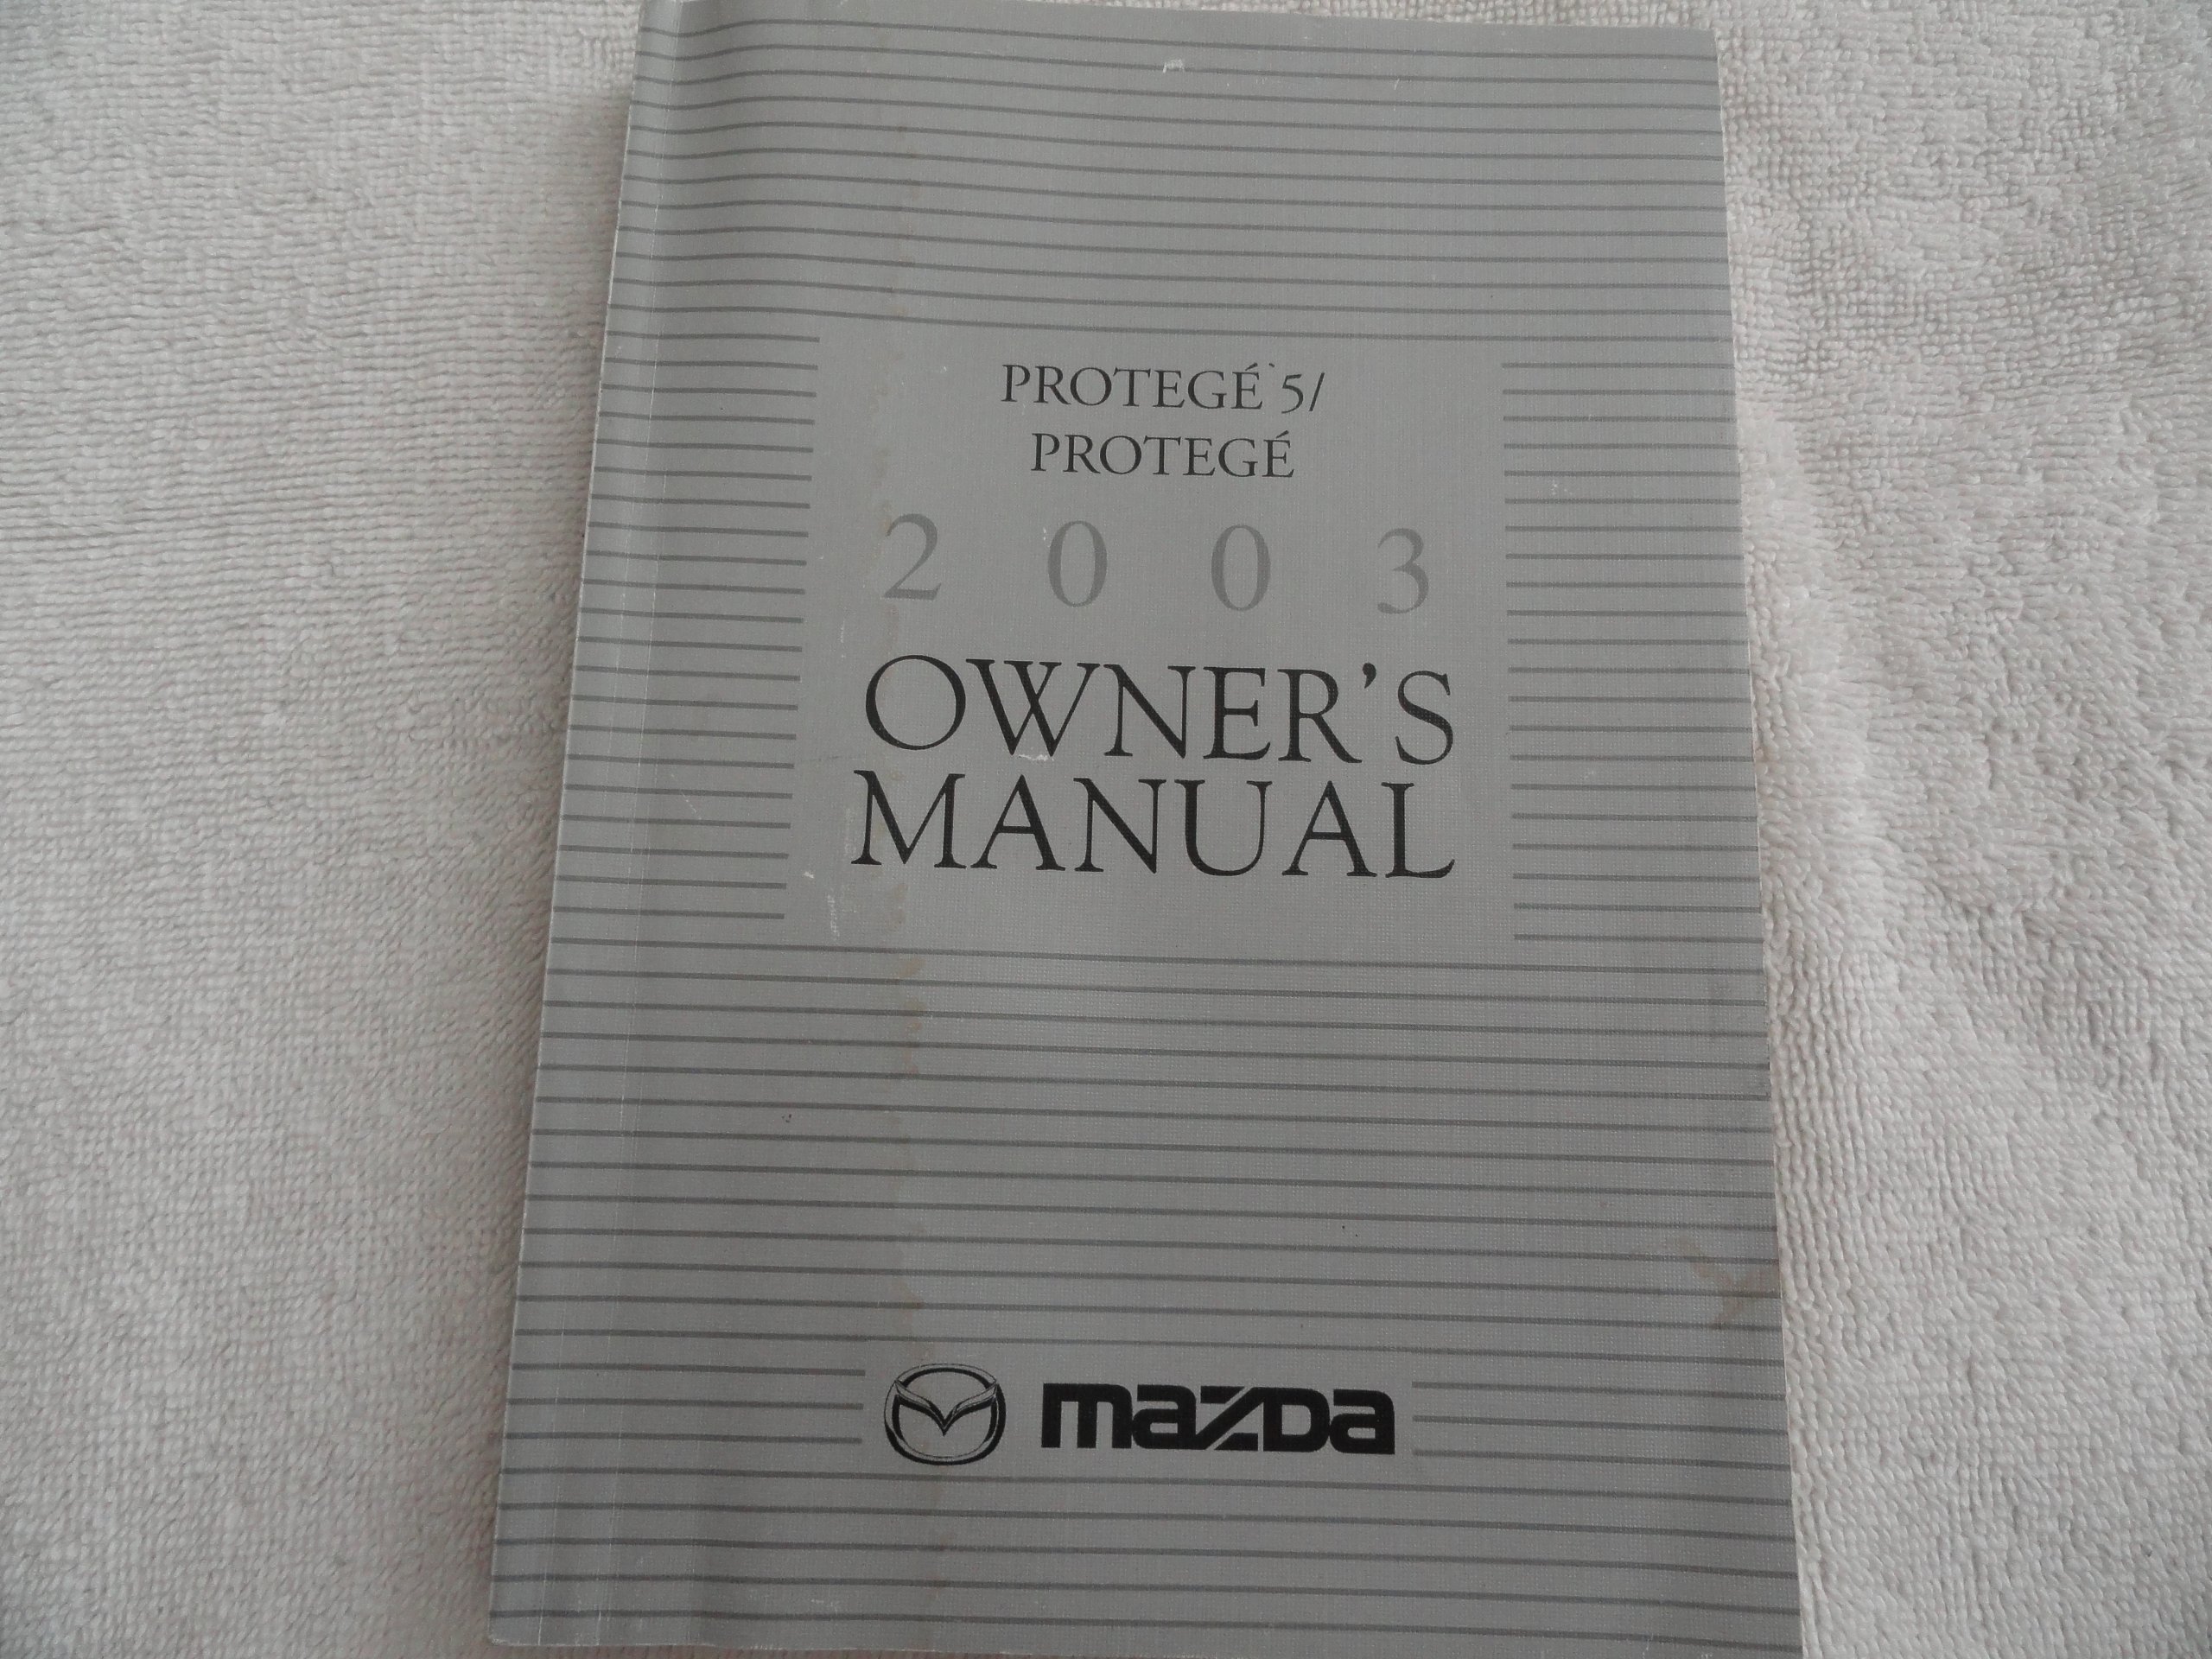 PROTEGÉ 5/
PROTEGÉ
2003
OWNER'S
MANUAL
mazda